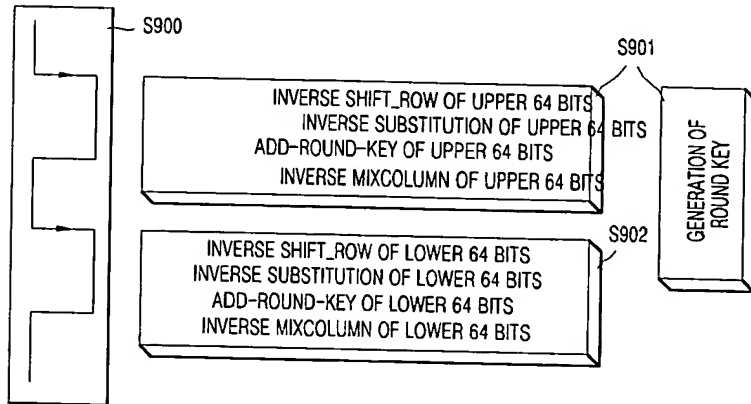 S900
S901
INVERSE SHIFT_ROW OF UPPER 64 BITS
INVERSE SUBSTITUTION OF UPPER 64 BITS
ADD-ROUND-KEY OF UPPER 64 BITS
INVERSE MIXCOLUMN OF UPPER 64 BITS
GENERATION OF
ROUND KEY
S902
INVERSE SHIFT_ROW OF LOWER 64 BITS
INVERSE SUBSTITUTION OF LOWER 64 BITS
ADD-ROUND-KEY OF LOWER 64 BITS
INVERSE MIXCOLUMN OF LOWER 64 BITS